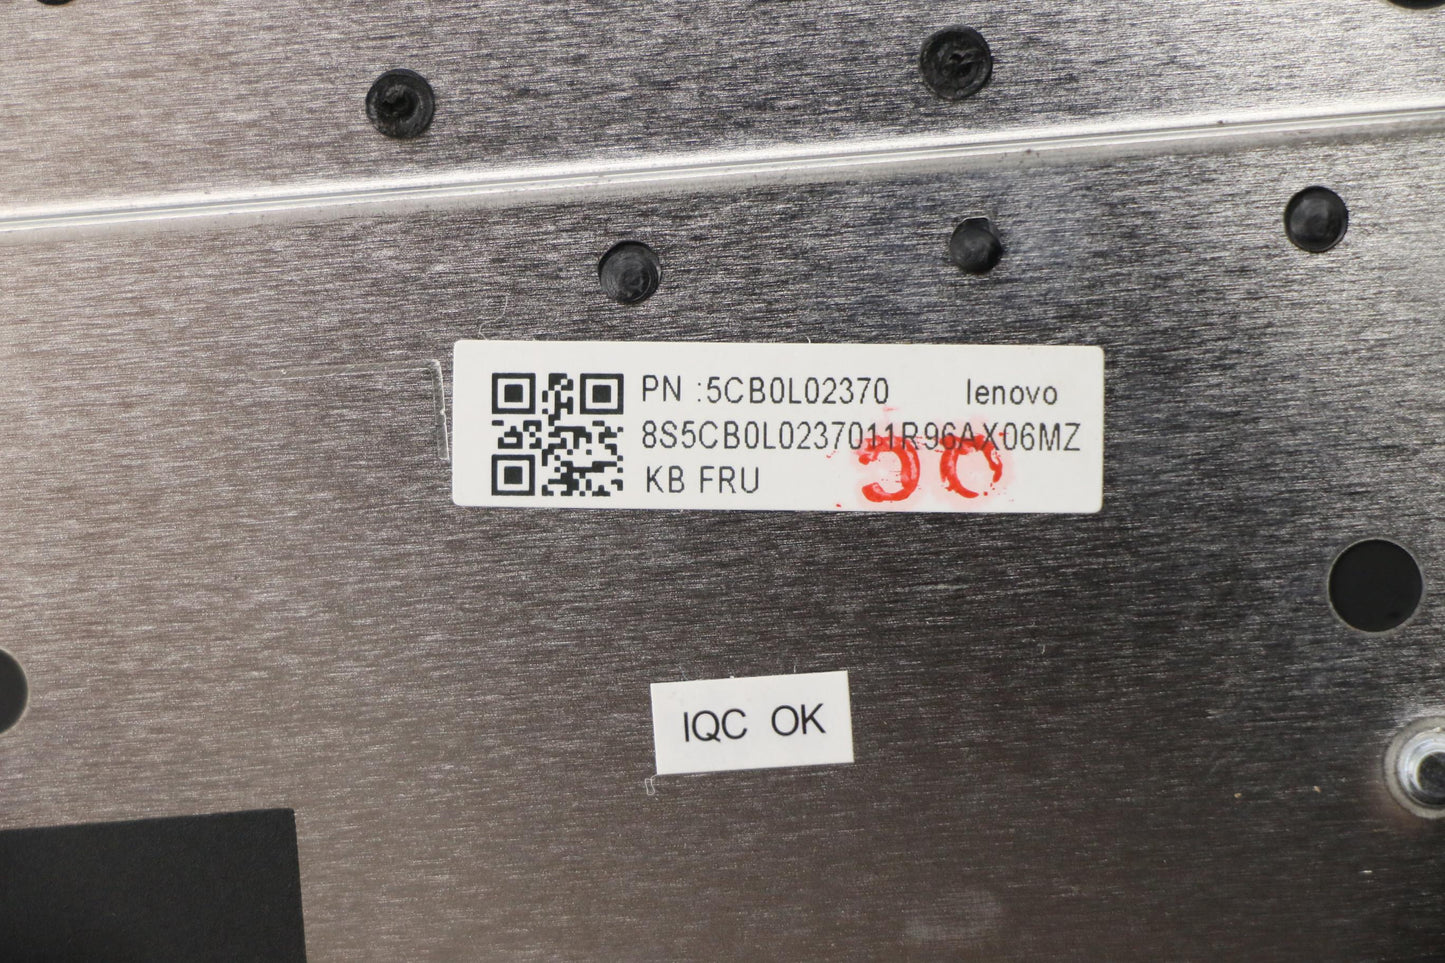 PN :5CB0L02370 lenovo
8S5CB0L0237011R96AX06MZ
KB FRU
IQC OK